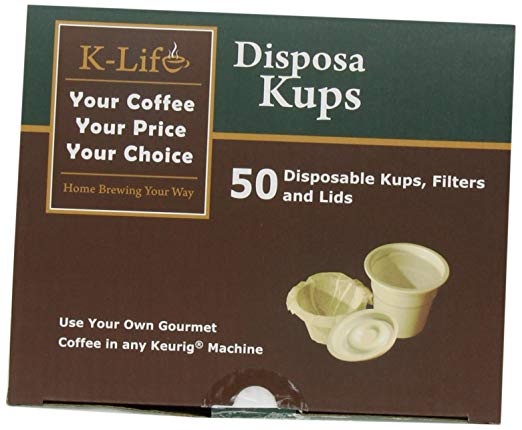 K-Life
Your Coffee
Your Price
Your Choice
Home Brewing Your Way
Disposa
Kups
50 Disposable Kups, Filters
and Lids
Use Your Own Gourmet
Coffee in any Keurig® Machine